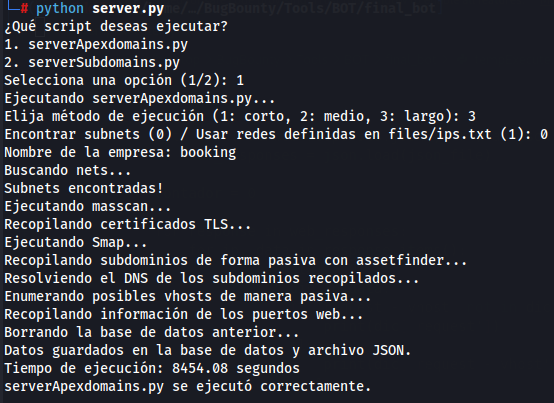 └─# python server.py
¿Qué script deseas ejecutar?
1. serverApexdomains.py
2. serverSubdomains.py
Selecciona una opción (1/2): 1
Ejecutando serverApexdomains.py...
Elija método de ejecución (1: corto, 2: medio, 3: largo): 3
Encontrar subnets (0) / Usar redes definidas en files/ips.txt (1): 0
Nombre de la empresa: booking
Buscando nets...
Subnets encontradas!
Ejecutando masscan...
Recopilando certificados TLS...
Ejecutando Smap...
Recopilando subdominios de forma pasiva con assetfinder...
Resolviendo el DNS de los subdominios recopilados...
Enumerando posibles vhosts de manera pasiva...
Recopilando información de los puertos web...
Borrando la base de datos anterior...
Datos guardados en la base de datos y archivo JSON.
Tiempo de ejecución: 8454.08 segundos
serverApexdomains.py se ejecutó correctamente.